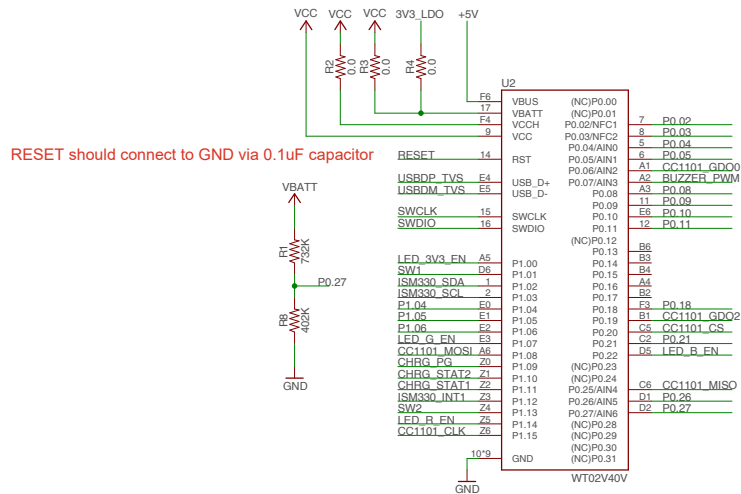 VCC VCC VCC 3V3_LDO +5V
R2 0.0 R3 0.0 R4 0.0
U2
F6 VBUS (NC)P0.00
17 VBATT (NC)P0.01
F4 VCCH P0.02/NFC1 7 P0.02
9 VCC P0.03/NFC2 8 P0.03
P0.04/AIN0 5 P0.04
RESET should connect to GND via 0.1uF capacitor
RESET 14 RST P0.05/AIN1 6 P0.05
P0.06/AIN2 A1 CC1101_GDO0
USBDP_TVS E4 USB_D+ P0.07/AIN3 A2 BUZZER_PWM
USBDM_TVS E5 USB_D- P0.08 A3 P0.08
P0.09 11 P0.09
SWCLK 15 SWCLK P0.10 E6 P0.10
SWDIO 16 SWDIO P0.11 12 P0.11
(NC)P0.12
P0.13 B6
LED_3V3_EN A5 P1.00 P0.14 B3
SW1 D6 P1.01 P0.15 B4
ISM330_SDA 1 P1.02 P0.16 A4
ISM330_SCL 2 P1.03 P0.17 B2
P1.04 E0 P1.04 P0.18 F3 P0.18
P1.05 E1 P1.05 P0.19 B1 CC1101_GDO2
P1.06 E2 P1.06 P0.20 C5 CC1101_CS
LED_G_EN E3 P1.07 P0.21 C2 P0.21
CC1101_MOSI A6 P1.08 P0.22 D5 LED_B_EN
CHRG_PG Z0 P1.09 (NC)P0.23
CHRG_STAT2 Z1 P1.10 (NC)P0.24
CHRG_STAT1 Z2 P1.11 P0.25/AIN4 C6 CC1101_MISO
ISM330_INT1 Z3 P1.12 P0.26/AIN5 D1 P0.26
SW2 Z4 P1.13 P0.27/AIN6 D2 P0.27
LED_R_EN Z5 P1.14 (NC)P0.28
CC1101_CLK Z6 P1.15 (NC)P0.29
(NC)P0.30
10*9 GND (NC)P0.31
GND
WT02V40V
VBATT
R1 732K
P0.27
R8 402K
GND